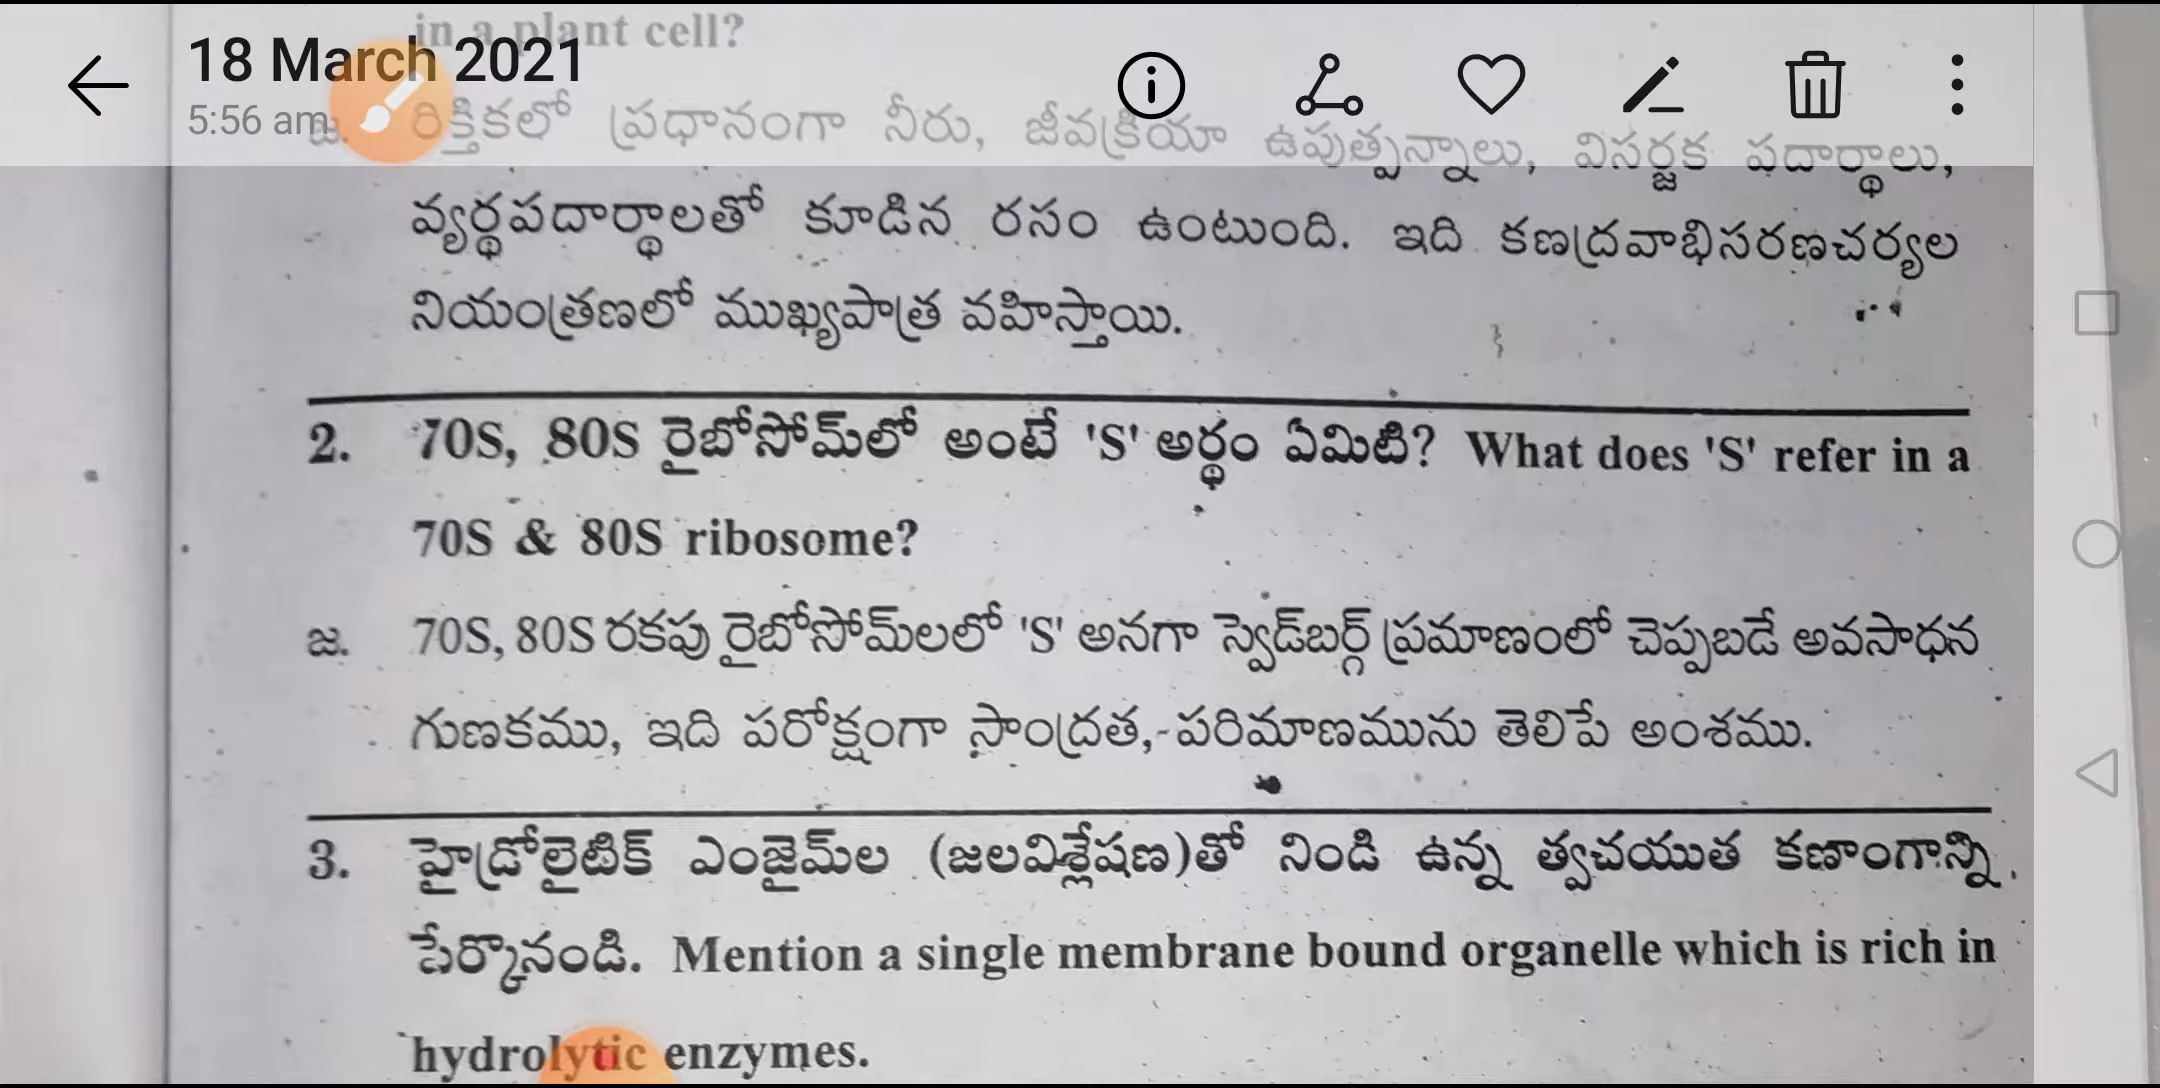 in a plant cell?
18 March 2021
5:56 am
జ. రిక్తికలో ప్రధానంగా నీరు, జీవక్రియా ఉపుత్పన్నాలు, విసర్జక పదార్థాలు,
వ్యర్థపదార్థాలతో కూడిన రసం ఉంటుంది. ఇది కణద్రవాభిసరణచర్యల
నియంత్రణలో ముఖ్యపాత్ర వహిస్తాయి.
2. 70S, 80S రైబోసోమ్‌లో అంటే 'S' అర్థం ఏమిటి? What does 'S' refer in a
70S & 80S ribosome?
జ. 70S, 80S రకపు రైబోసోమ్‌లలో 'S' అనగా స్వెడ్‌బర్గ్ ప్రమాణంలో చెప్పబడే అవసాధన
గుణకము, ఇది పరోక్షంగా సాంద్రత, పరిమాణమును తెలిపే అంశము.
3. హైడ్రోలైటిక్ ఎంజైమ్‌ల (జలవిశ్లేషణ)తో నిండి ఉన్న త్వచయుత కణాంగాన్ని
పేర్కొనండి. Mention a single membrane bound organelle which is rich in
hydrolytic enzymes.